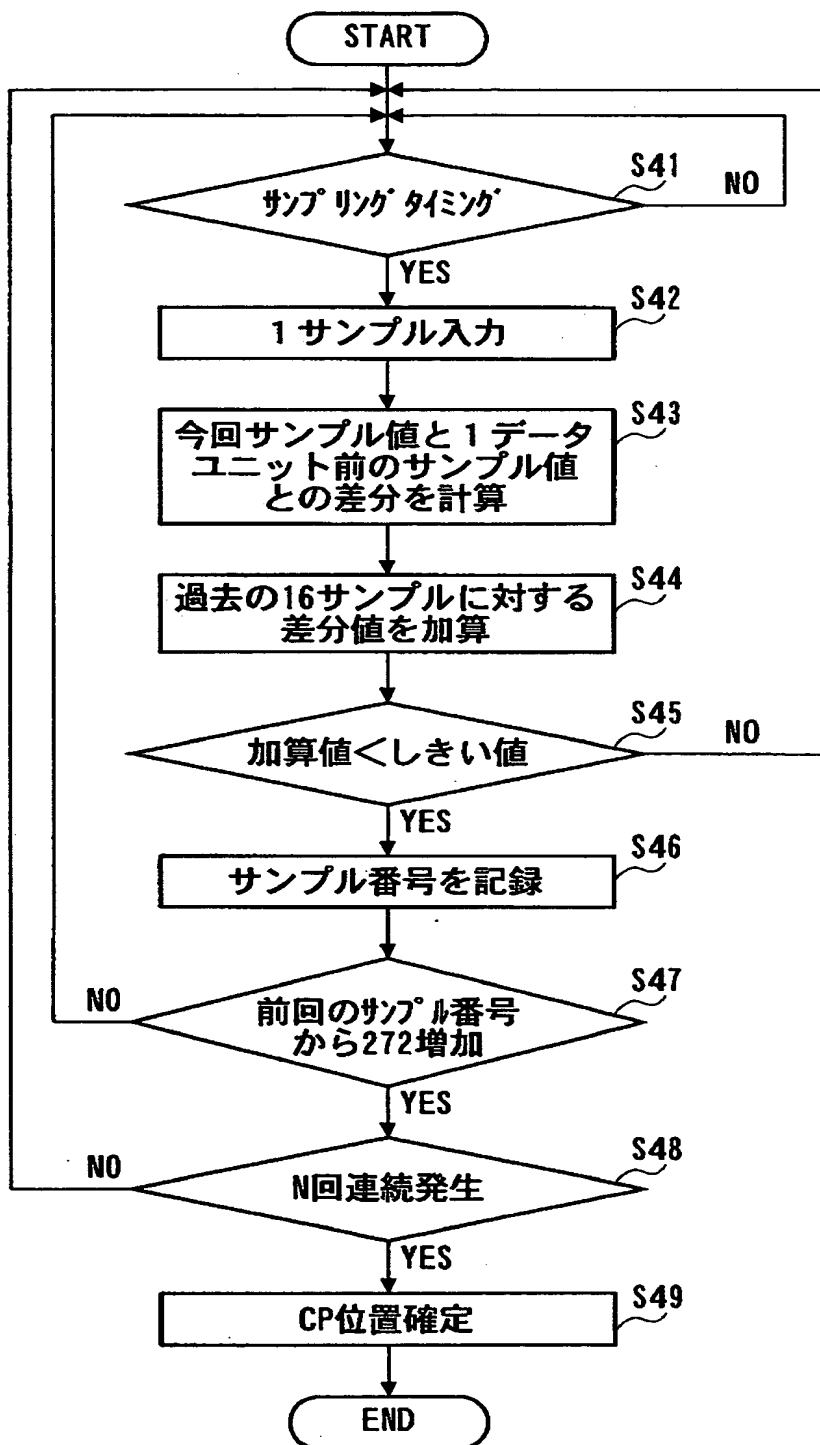 START
S41
サンプリングタイミング
NO
YES
S42
1サンプル入力
S43
今回サンプル値と1データ
ユニット前のサンプル値
との差分を計算
S44
過去の16サンプルに対する
差分値を加算
S45
加算値<しきい値
NO
YES
S46
サンプル番号を記録
S47
NO
前回のサンプル番号
から272増加
YES
S48
NO
N回連続発生
YES
S49
CP位置確定
END